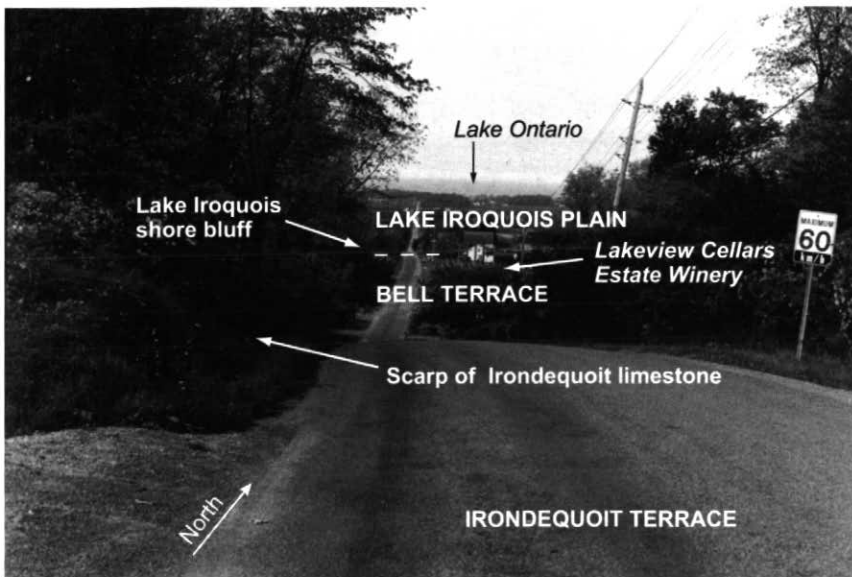 Lake Ontario
Lake Iroquois
shore bluff
LAKE IROQUOIS PLAIN
MAXIMUM
60
km/h
Lakeview Cellars
Estate Winery
BELL TERRACE
Scarp of Irondequoit limestone
North
IRONDEQUOIT TERRACE